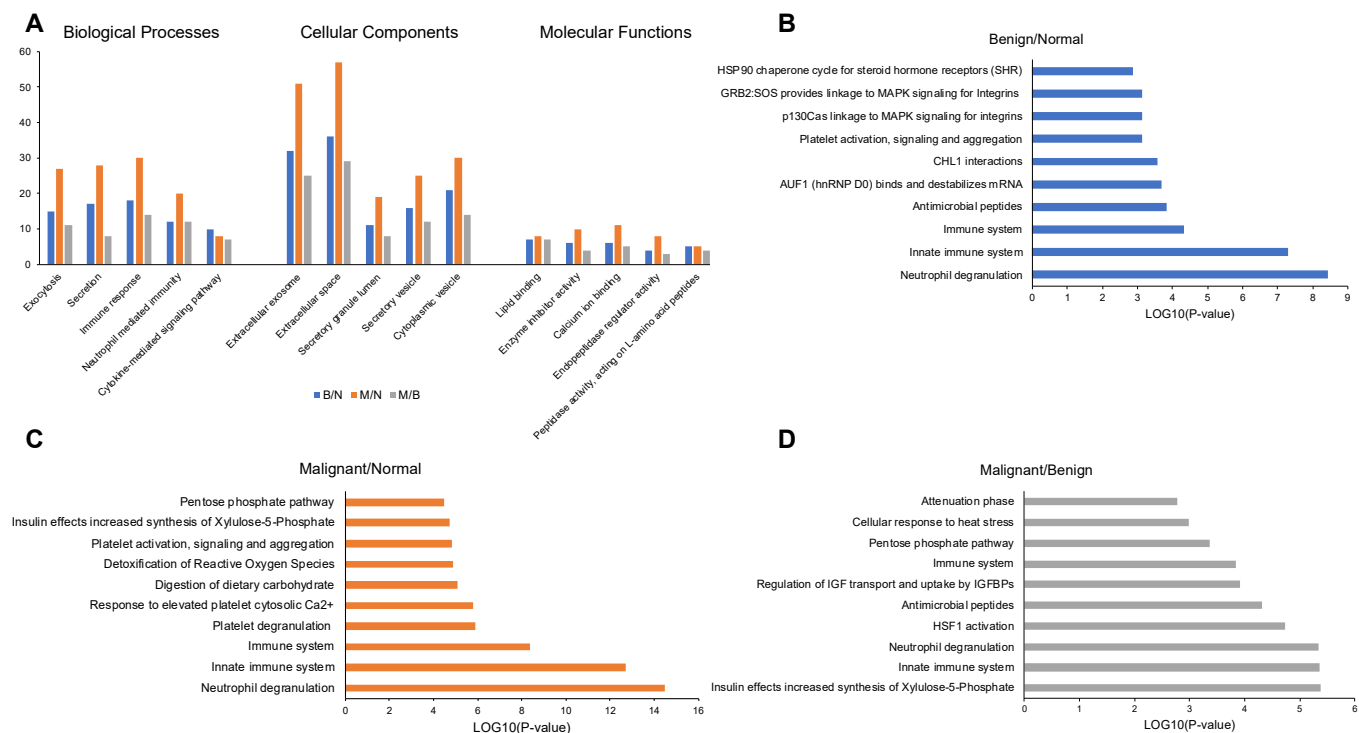 A
Biological Processes
Cellular Components
Molecular Functions
60
50
40
30
20
10
0
Exocytosis
Secretion
Immune response
Neutrophil mediated immunity
Cytokine-mediated signaling pathway
Extracellular exosome
Extracellular space
Secretory granule lumen
Secretory vesicle
Cytoplasmic vesicle
Lipid binding
Enzyme inhibitor activity
Calcium ion binding
Endopeptidase regulator activity
Peptidase activity, acting on L-amino acid peptides
B/N M/N M/B
B
Benign/Normal
HSP90 chaperone cycle for steroid hormone receptors (SHR)
GRB2:SOS provides linkage to MAPK signaling for Integrins
p130Cas linkage to MAPK signaling for integrins
Platelet activation, signaling and aggregation
CHL1 interactions
AUF1 (hnRNP D0) binds and destabilizes mRNA
Antimicrobial peptides
Immune system
Innate immune system
Neutrophil degranulation
0 1 2 3 4 5 6 7 8 9
LOG10(P-value)
C
Malignant/Normal
Pentose phosphate pathway
Insulin effects increased synthesis of Xylulose-5-Phosphate
Platelet activation, signaling and aggregation
Detoxification of Reactive Oxygen Species
Digestion of dietary carbohydrate
Response to elevated platelet cytosolic Ca2+
Platelet degranulation
Immune system
Innate immune system
Neutrophil degranulation
0 2 4 6 8 10 12 14 16
LOG10(P-value)
D
Malignant/Benign
Attenuation phase
Cellular response to heat stress
Pentose phosphate pathway
Immune system
Regulation of IGF transport and uptake by IGFBPs
Antimicrobial peptides
HSF1 activation
Neutrophil degranulation
Innate immune system
Insulin effects increased synthesis of Xylulose-5-Phosphate
0 1 2 3 4 5 6
LOG10(P-value)